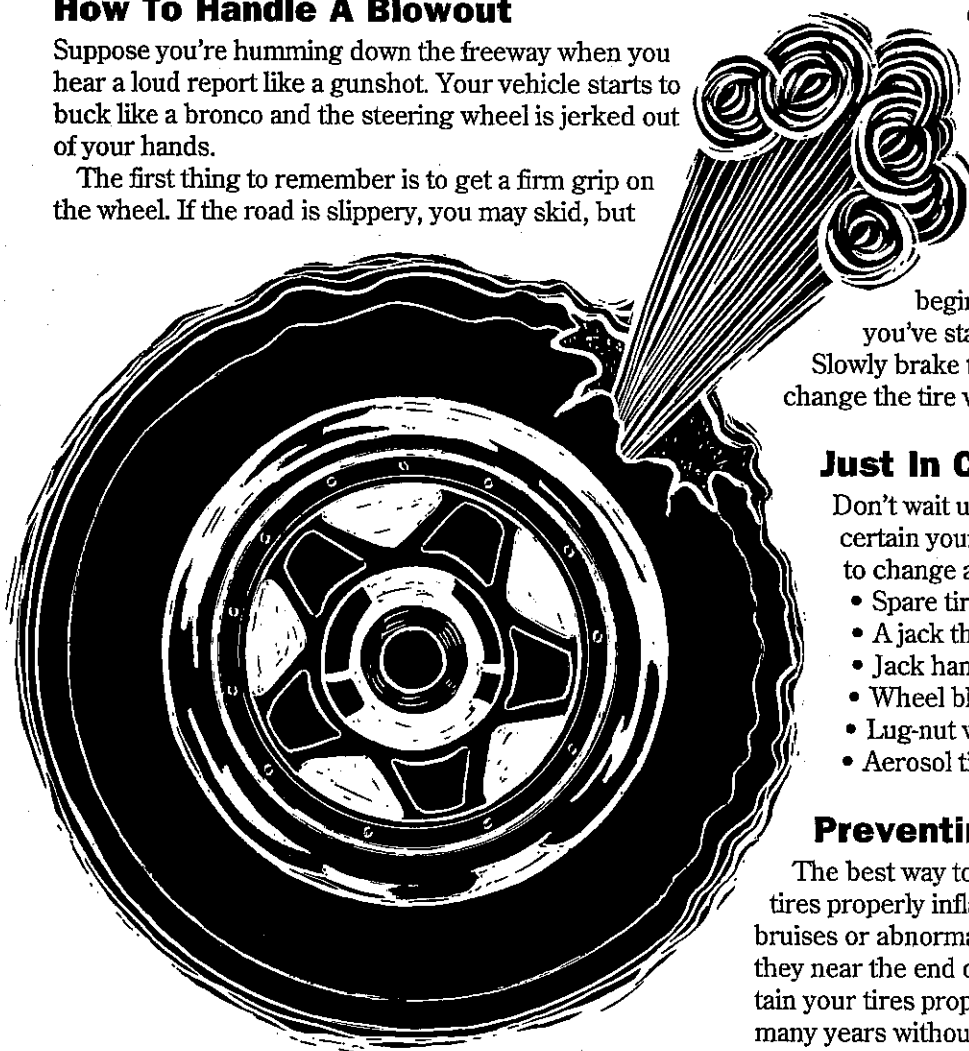 How To Handle A Blowout
Suppose you're humming down the freeway when you
hear a loud report like a gunshot. Your vehicle starts to
buck like a bronco and the steering wheel is jerked out
of your hands.
The first thing to remember is to get a firm grip on
the wheel. If the road is slippery, you may skid, but
begin
you've sta
Slowly brake t
change the tire w
Just In C
Don't wait u
certain your
to change a
• Spare tir
• A jack th
• Jack han
• Wheel bl
• Lug-nut w
• Aerosol ti
Preventin
The best way to
tires properly infla
bruises or abnorma
they near the end o
tain your tires prop
many years without